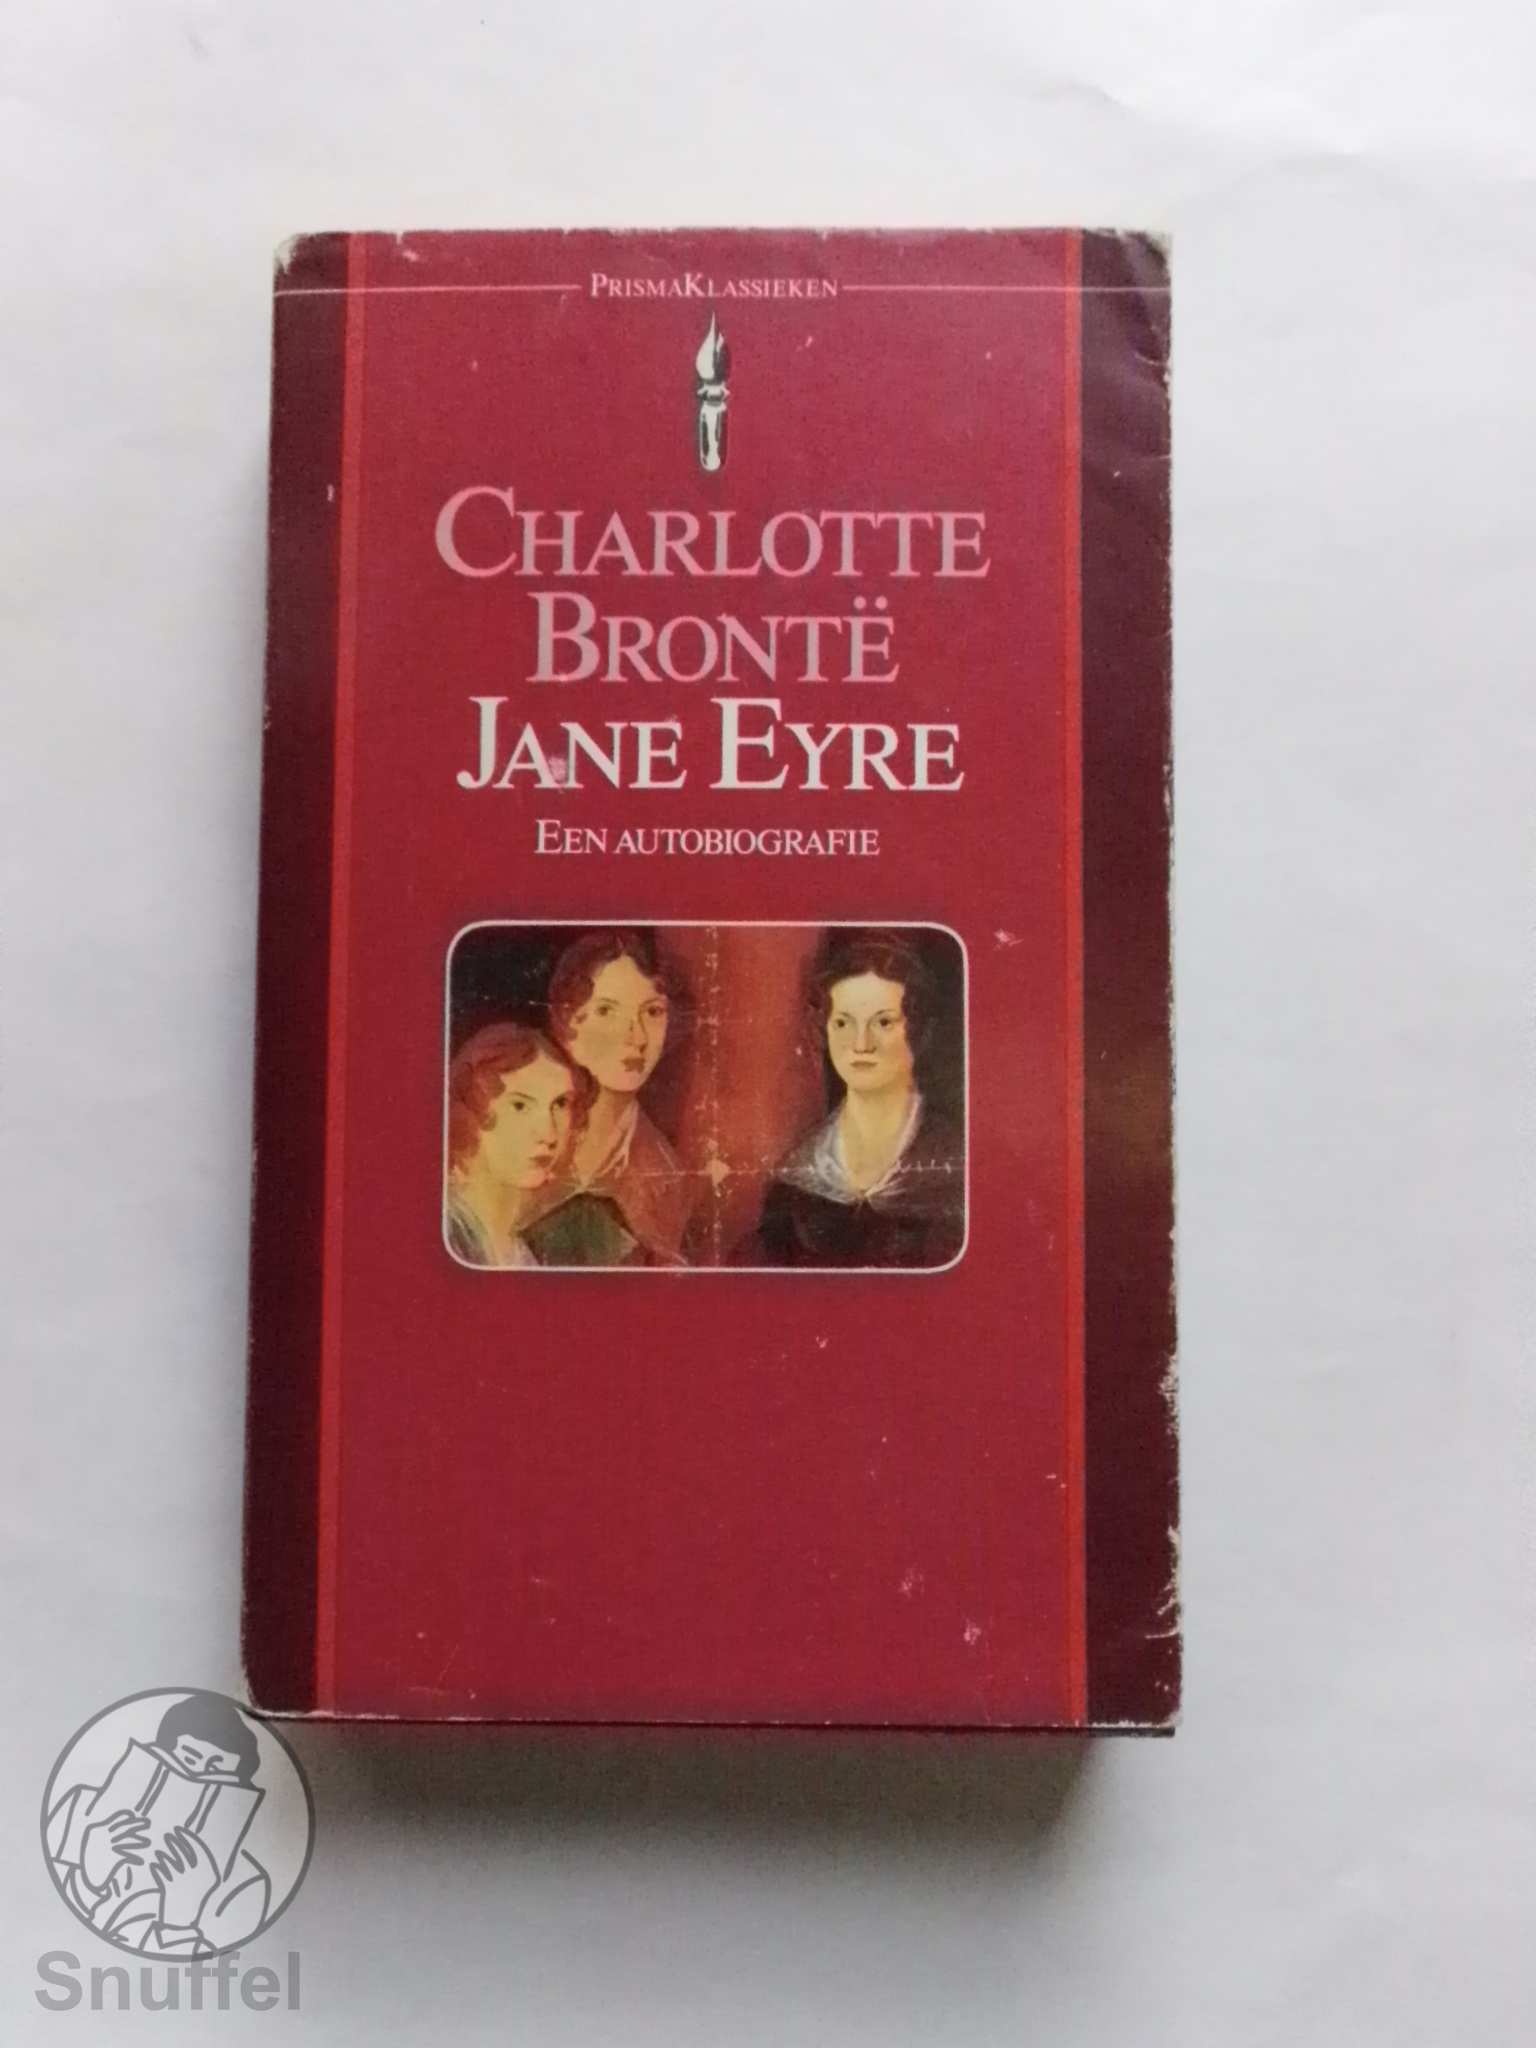 PRISMAKLASSIEKEN
CHARLOTTE
BRONTË
JANE EYRE
EEN AUTOBIOGRAFIE
Snuffel